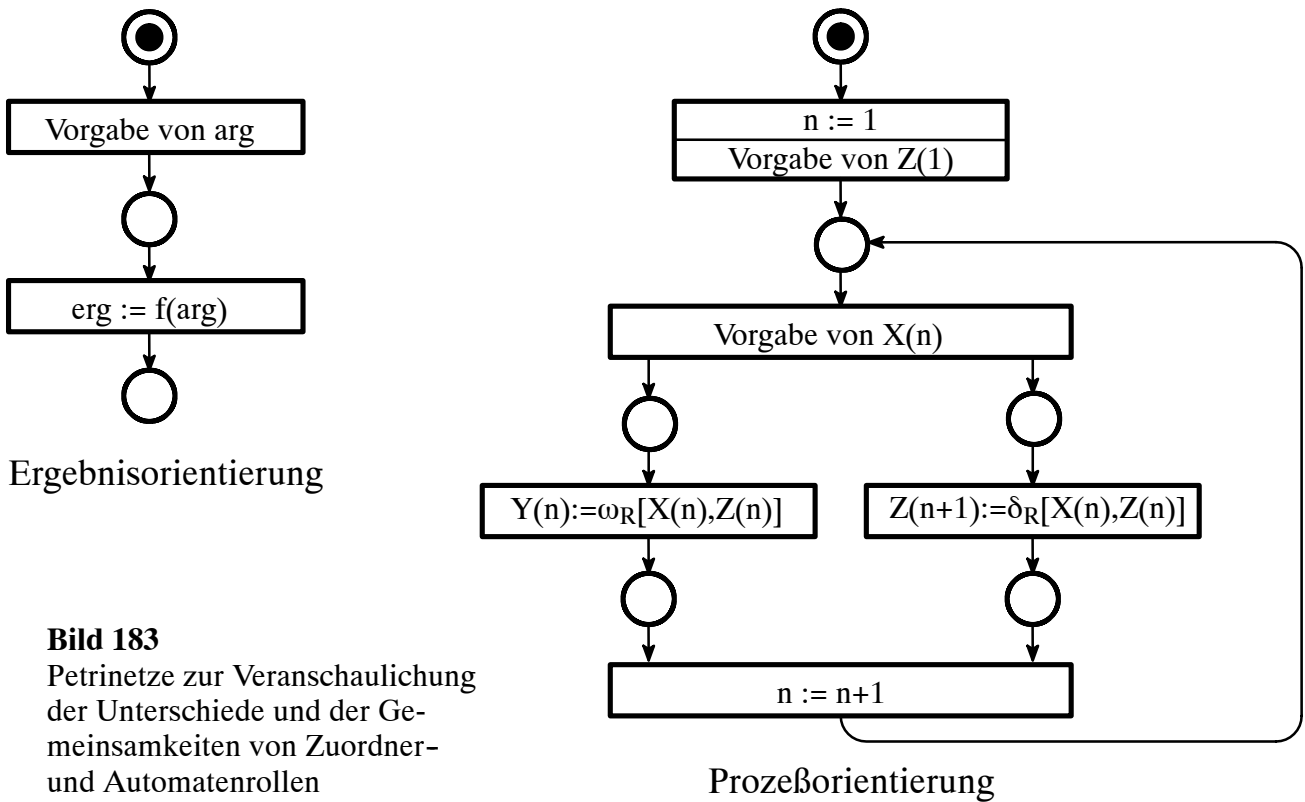 Vorgabe von arg
erg := f(arg)
Ergebnisorientierung
n := 1
Vorgabe von Z(1)
Vorgabe von X(n)
Y(n):=ωR[X(n),Z(n)]
Z(n+1):=δR[X(n),Z(n)]
n := n+1
Prozeßorientierung
Bild 183
Petrinetze zur Veranschaulichung
der Unterschiede und der Ge-
meinsamkeiten von Zuordner-
und Automatenrollen